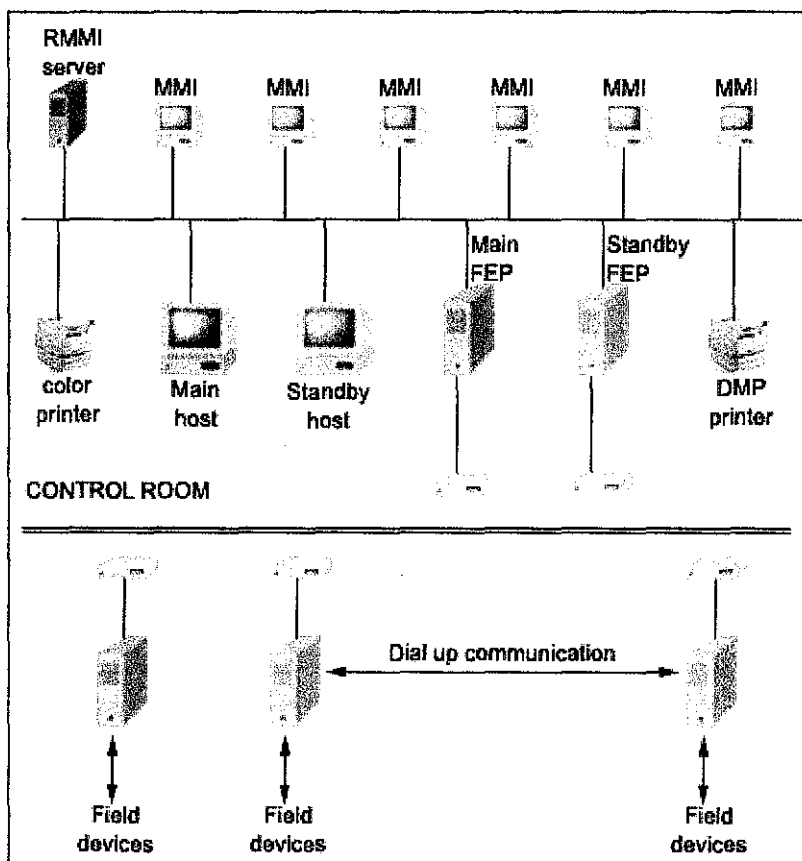 RMMI
server
MMI
MMI
MMI
MMI
MMI
MMI
Main
FEP
Standby
FEP
color
printer
Main
host
Standby
host
DMP
printer
CONTROL ROOM
Dial up communication
Field
devices
Field
devices
Field
devices